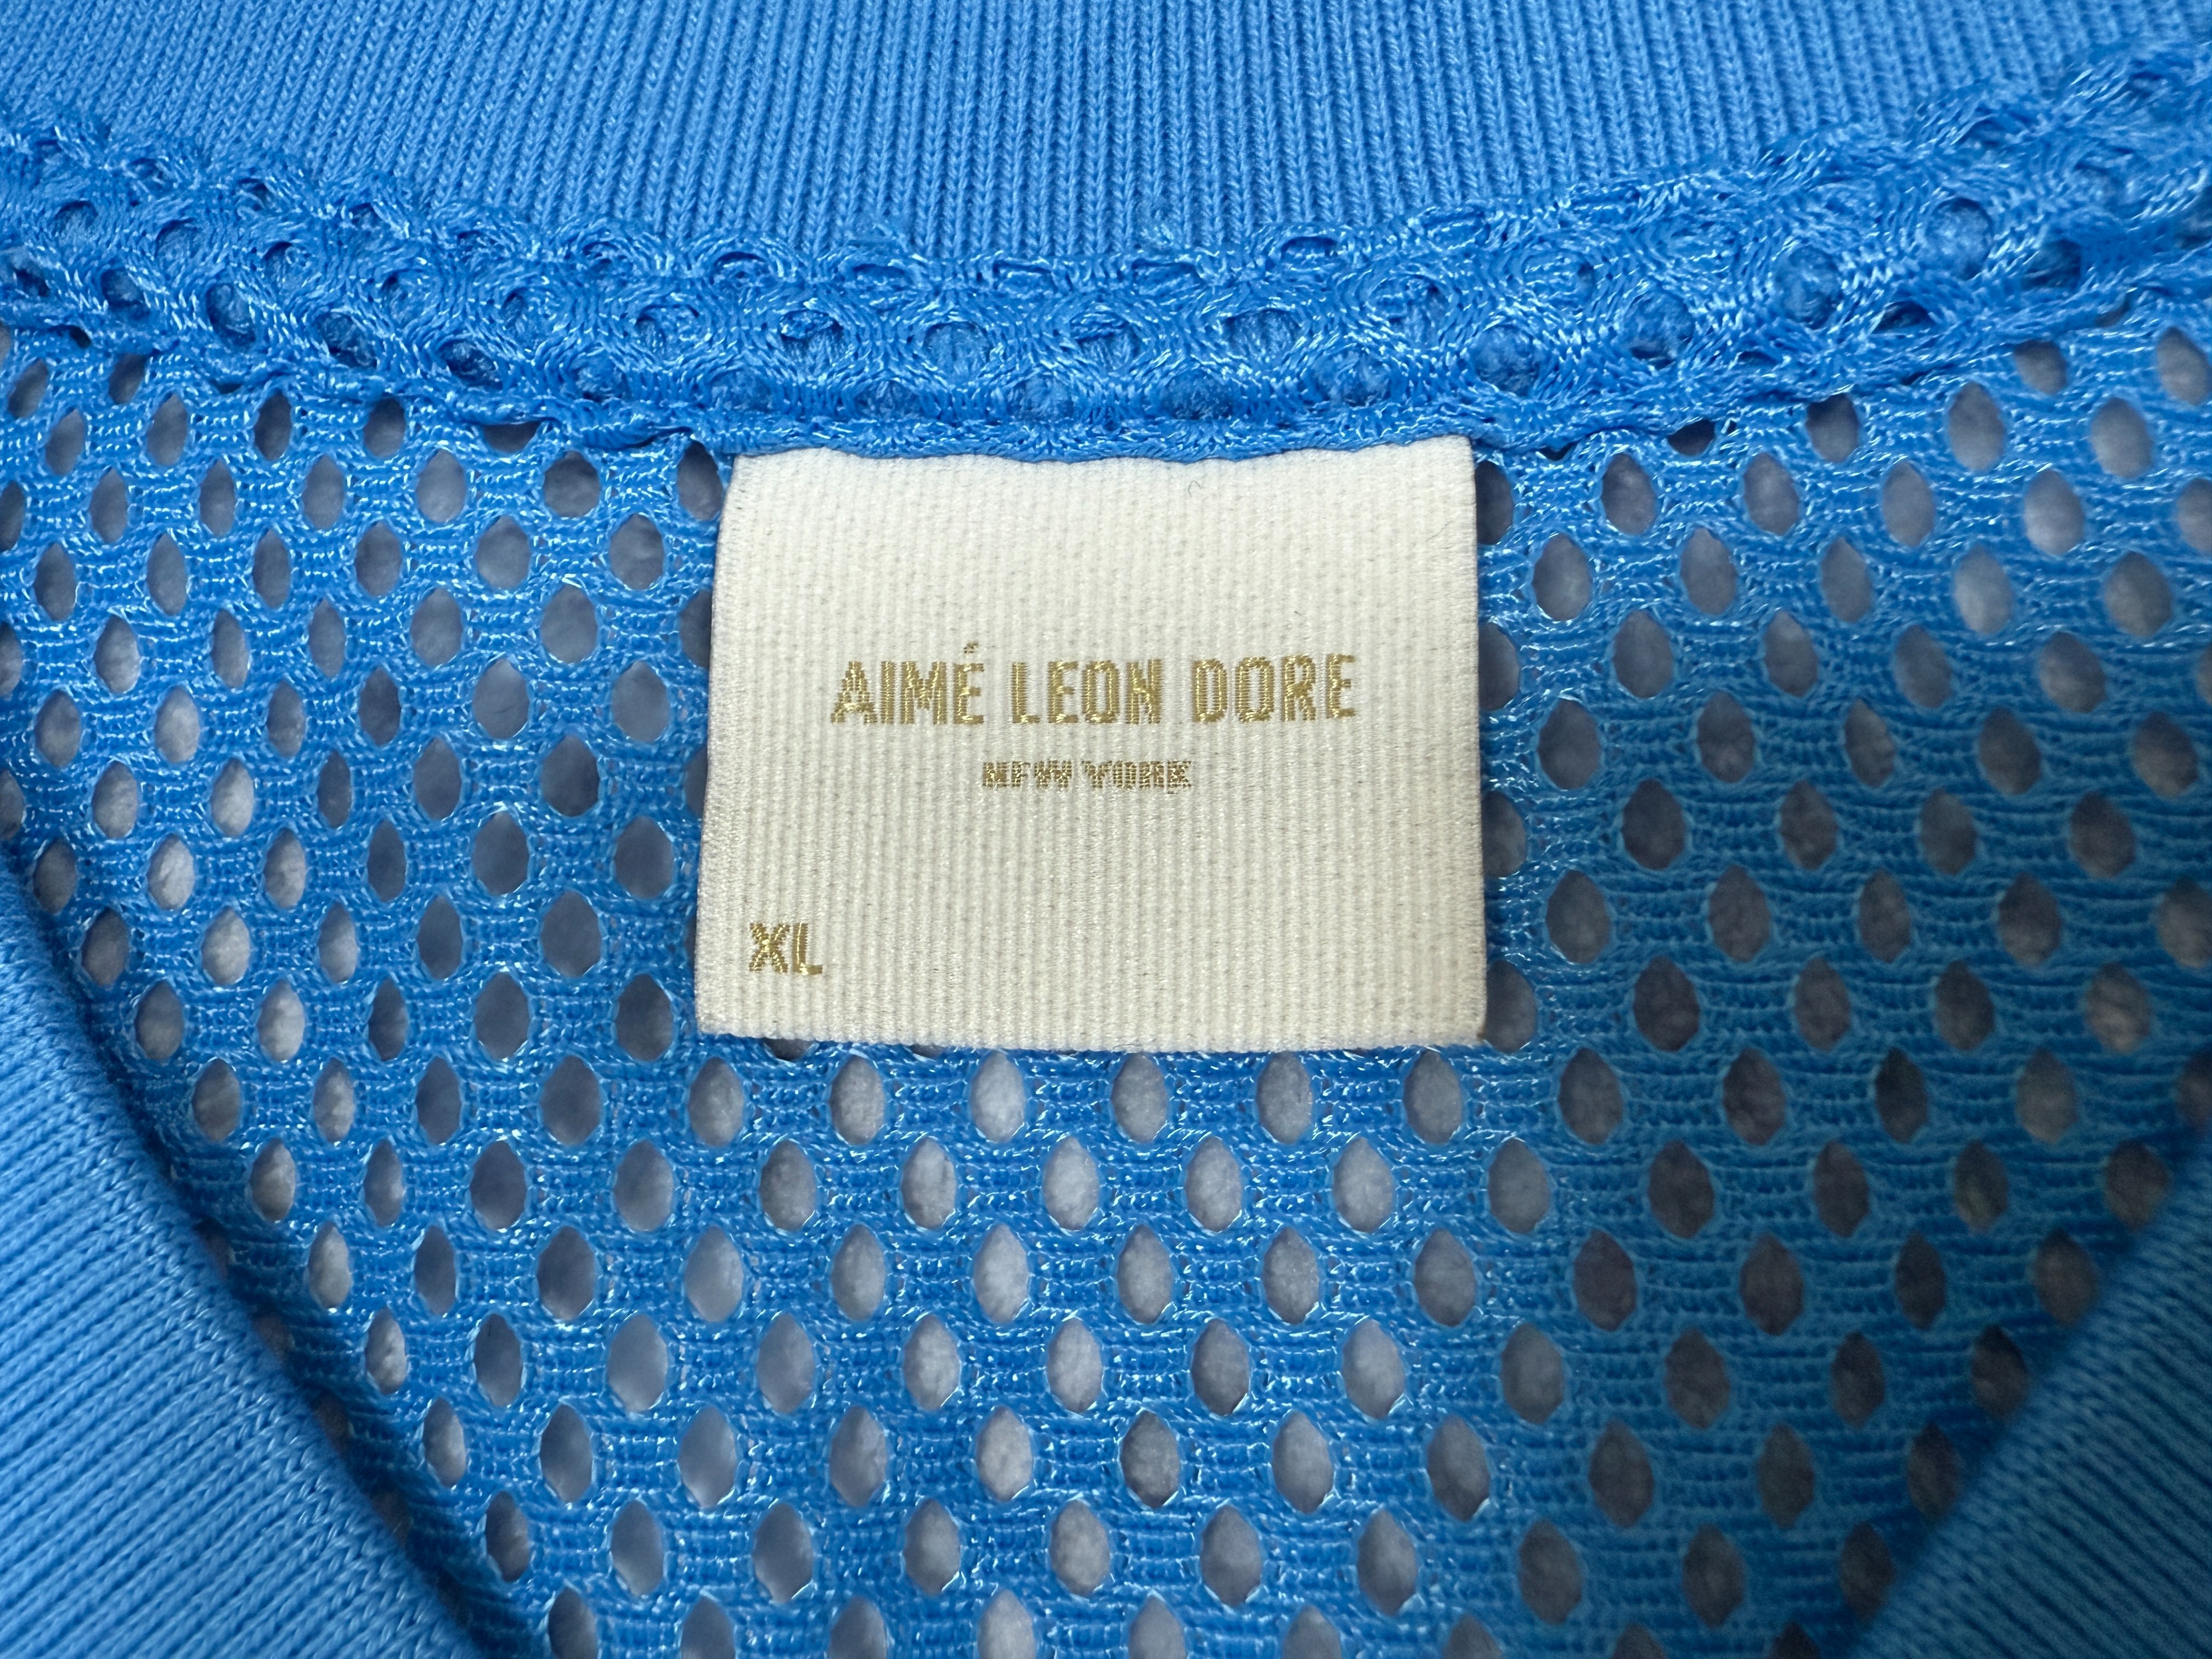 AIMÉ LEON DORE
NEW YORK
XL